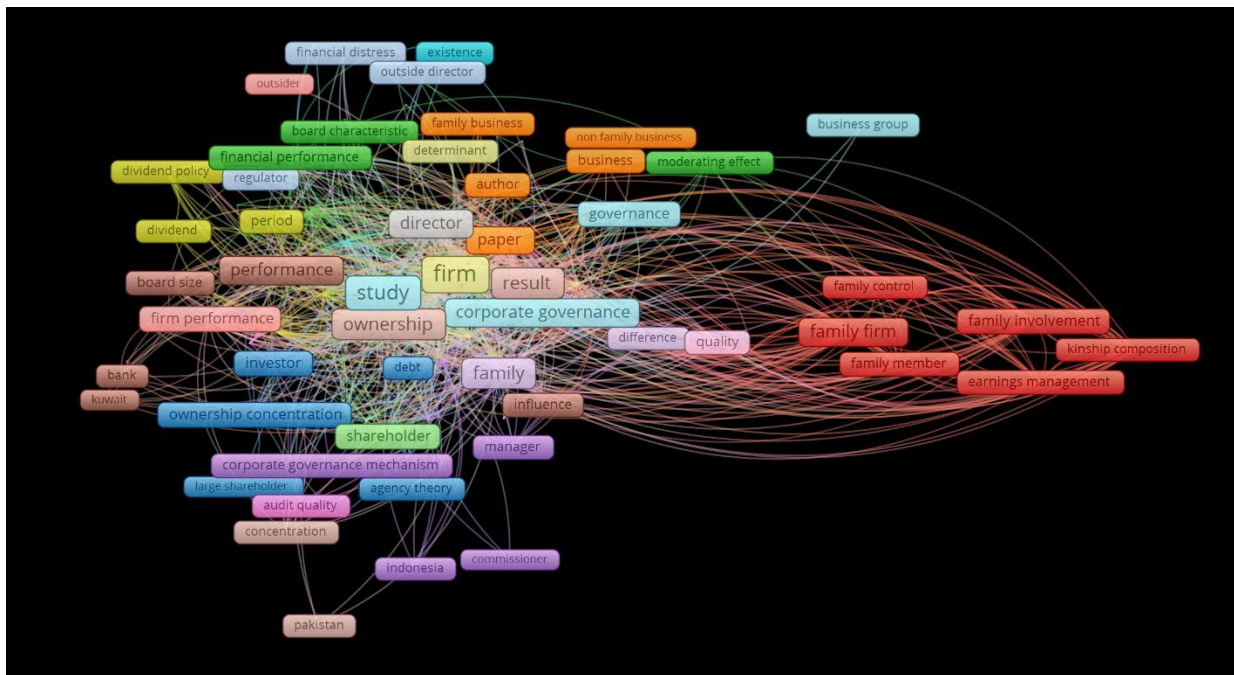 financial distress
existence
outside director
outsider
family business
business group
board characteristic
non family business
determinant
financial performance
business
moderating effect
dividend policy
regulator
author
governance
period
director
dividend
paper
performance
firm
result
board size
study
family control
corporate governance
firm performance
ownership
family involvement
family firm
difference
quality
kinship composition
investor
debt
family member
bank
family
earnings management
kuwait
influence
ownership concentration
shareholder
manager
corporate governance mechanism
large shareholder
agency theory
audit quality
concentration
commissioner
indonesia
pakistan